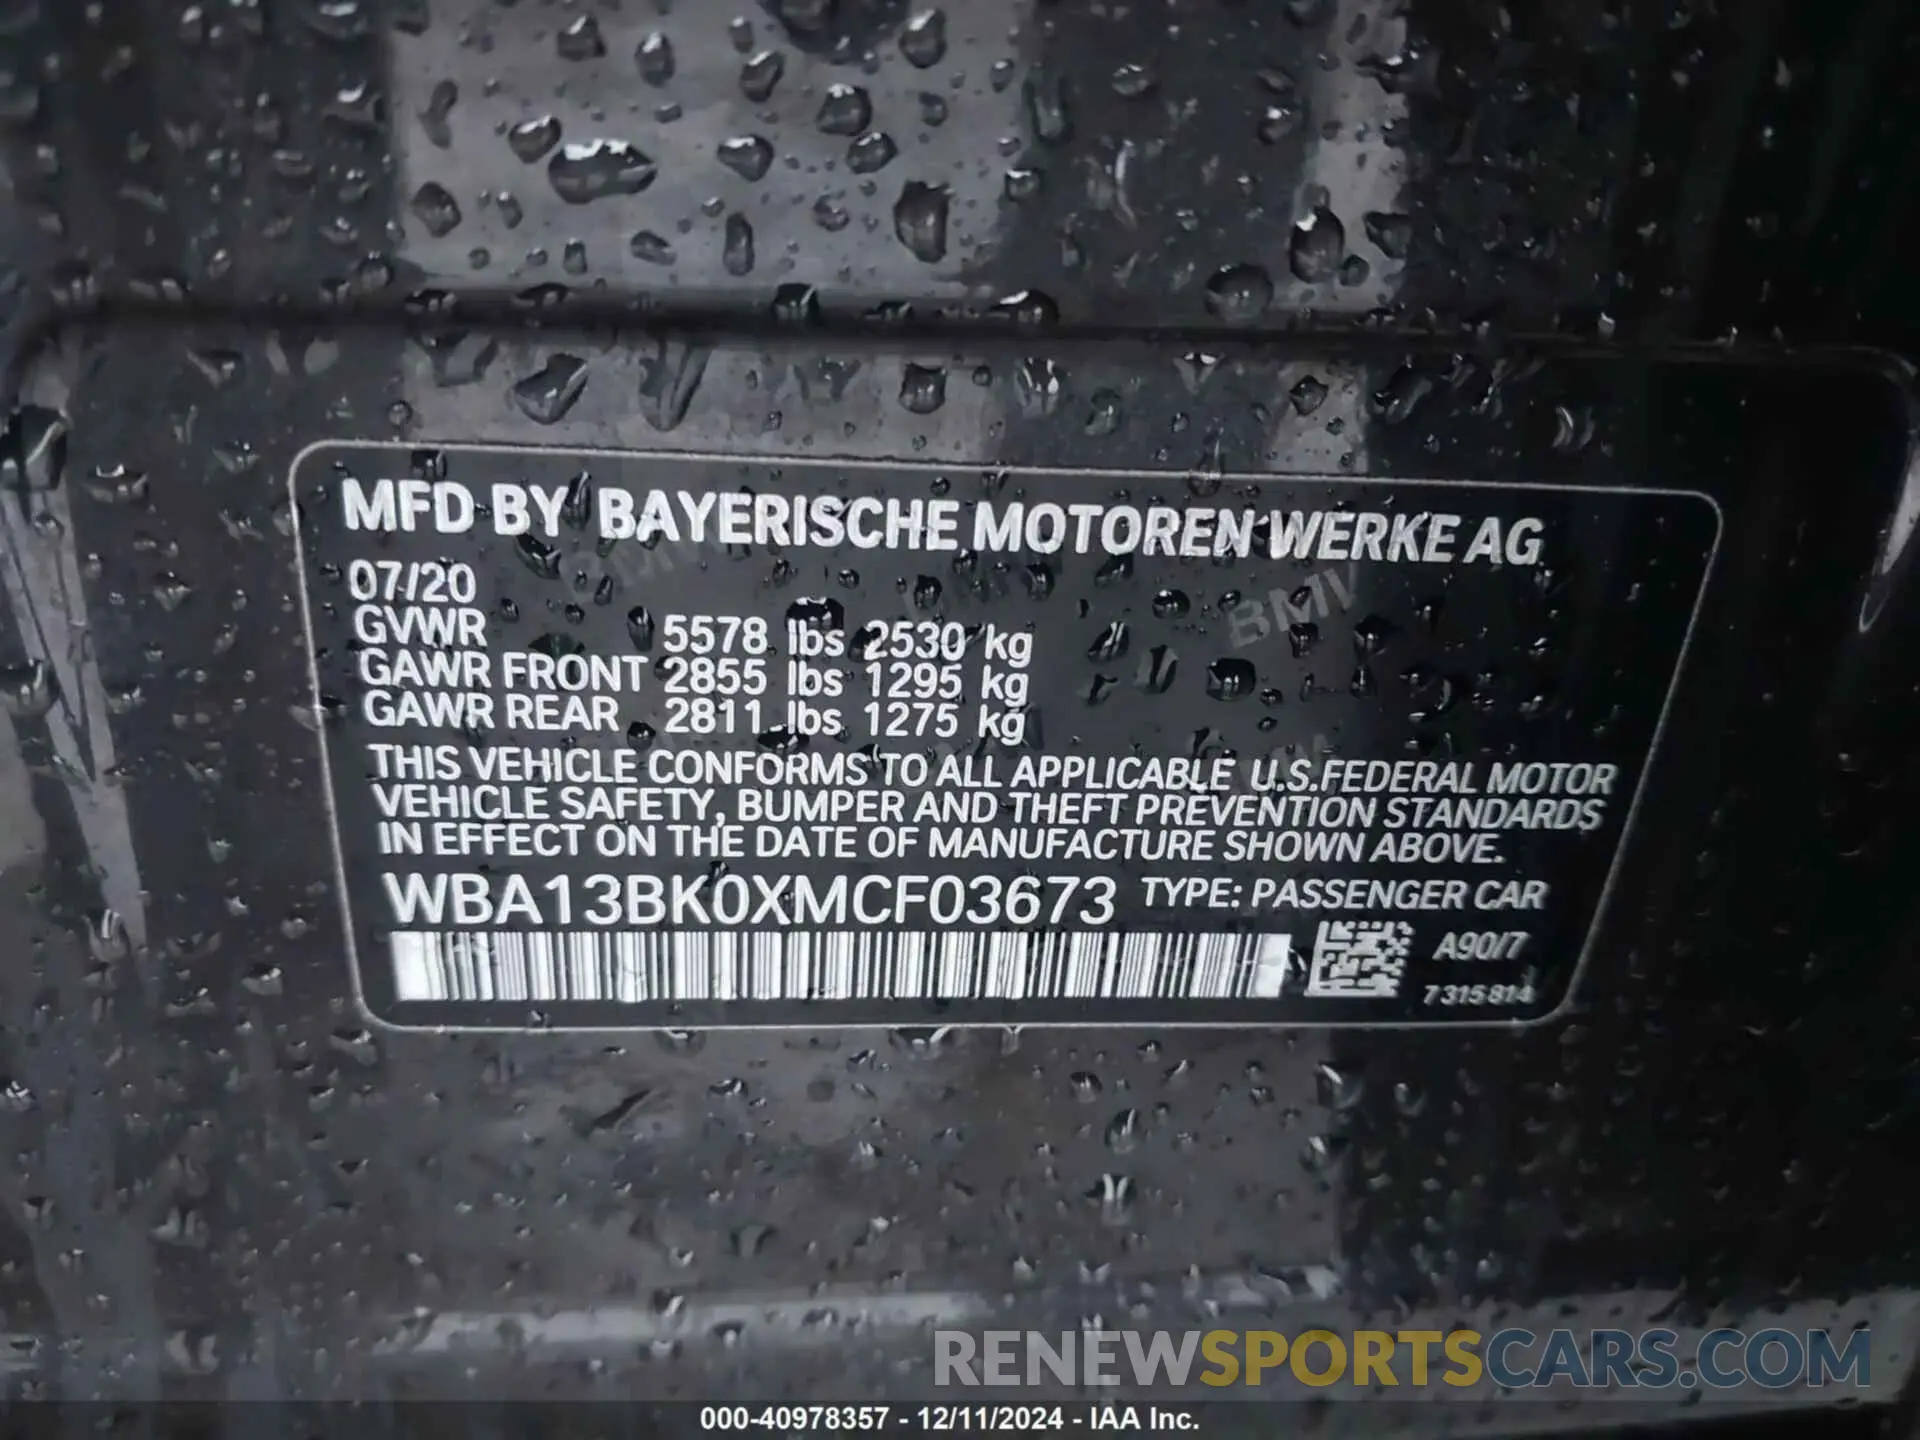 MFD BY BAYERISCHE MOTOREN WERKE AG
07/20
GVWR 5578 lbs 2530 kg
GAWR FRONT 2855 lbs 1295 kg
GAWR REAR 2811 lbs 1275 kg
THIS VEHICLE CONFORMS TO ALL APPLICABLE U.S.FEDERAL MOTOR
VEHICLE SAFETY, BUMPER AND THEFT PREVENTION STANDARDS
IN EFFECT ON THE DATE OF MANUFACTURE SHOWN ABOVE.
WBA13BK0XMCF03673 TYPE: PASSENGER CAR
A90/7
7315814
RENEWSPORTSCARS.COM
000-40978357 - 12/11/2024 - IAA Inc.